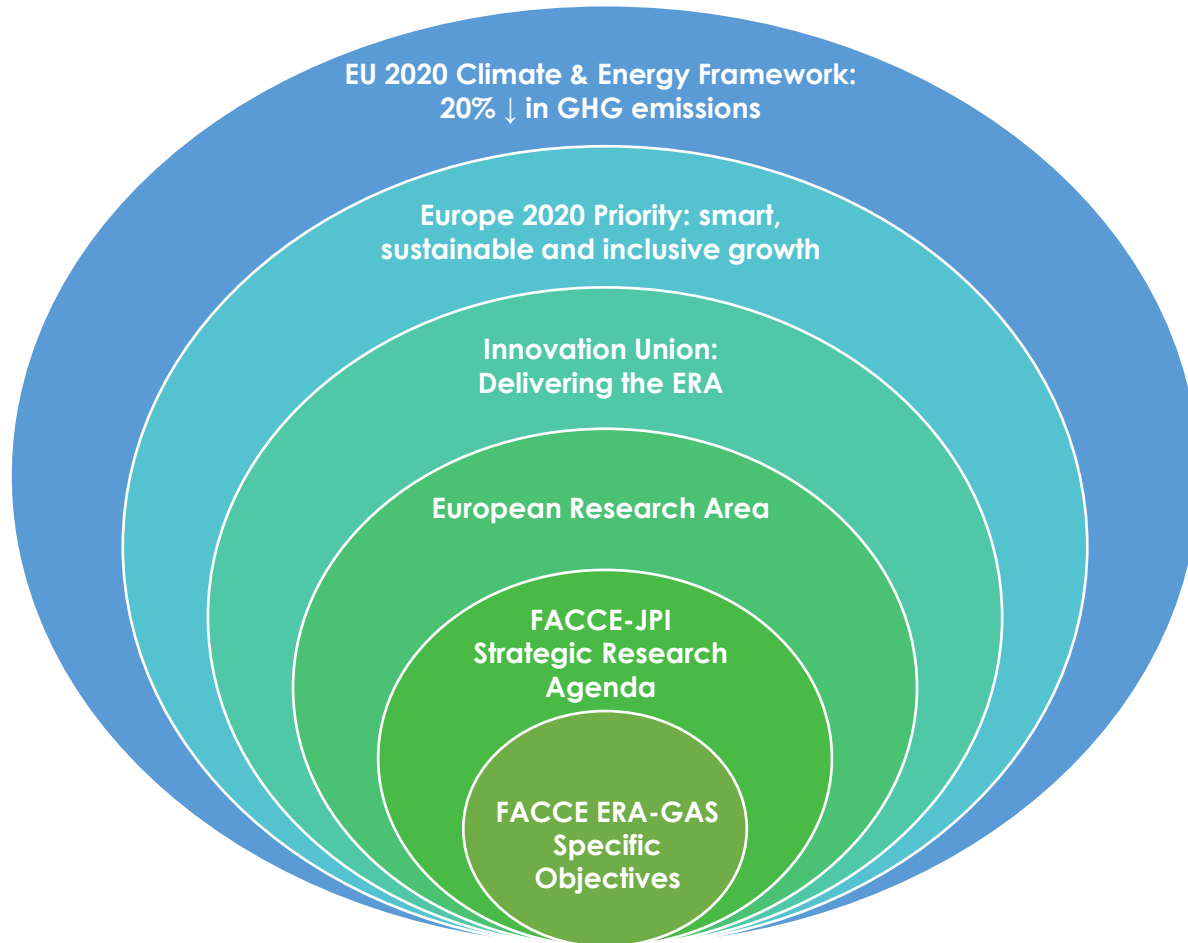 EU 2020 Climate & Energy Framework:
20% ↓ in GHG emissions
Europe 2020 Priority: smart,
sustainable and inclusive growth
Innovation Union:
Delivering the ERA
European Research Area
FACCE-JPI
Strategic Research
Agenda
FACCE ERA-GAS
Specific
Objectives